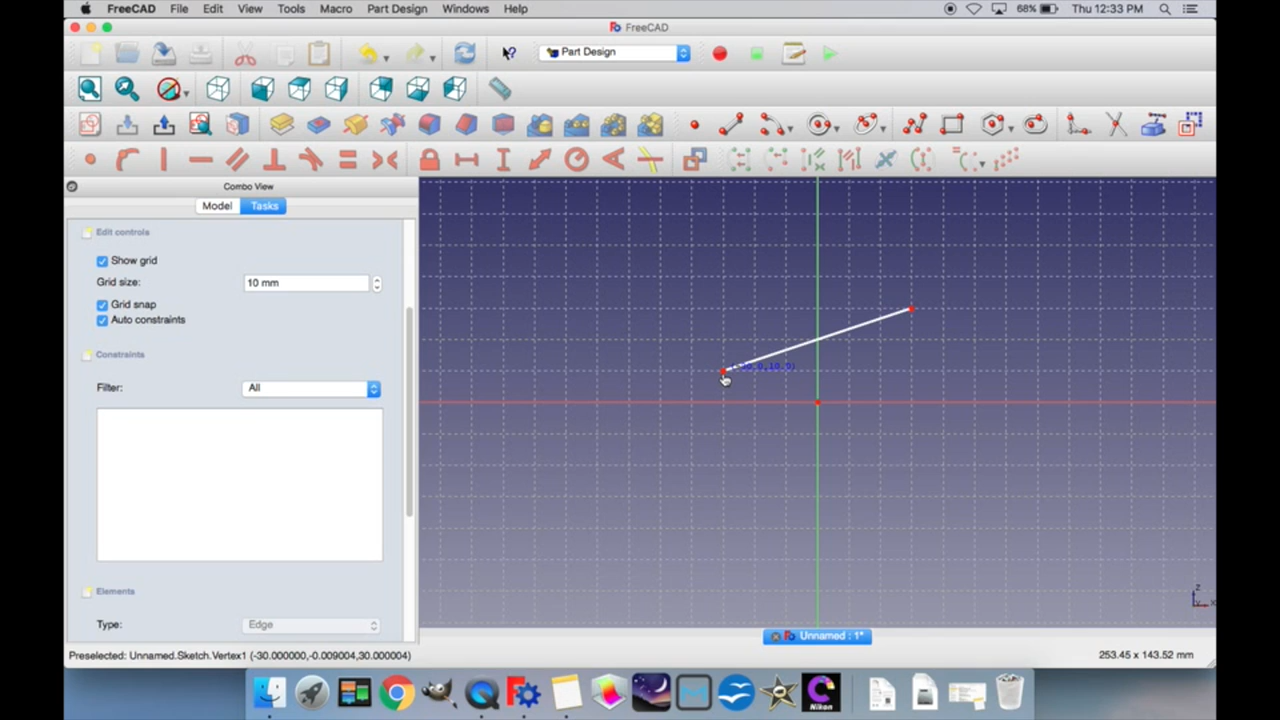 FreeCAD File Edit View Tools Macro Part Design Windows Help 68% Thu 12:33 PM
FreeCAD
Part Design
Combo View
Model Tasks
Edit controls
Show grid
Grid size: 10 mm
Grid snap
Auto constraints
Constraints
Filter: All
Elements
Type: Edge
z
x
Unnamed : 1*
Preselected: Unnamed.Sketch.Vertex1 (-30.000000,-0.009004,30.000004) 253.45 x 143.52 mm
Nikon